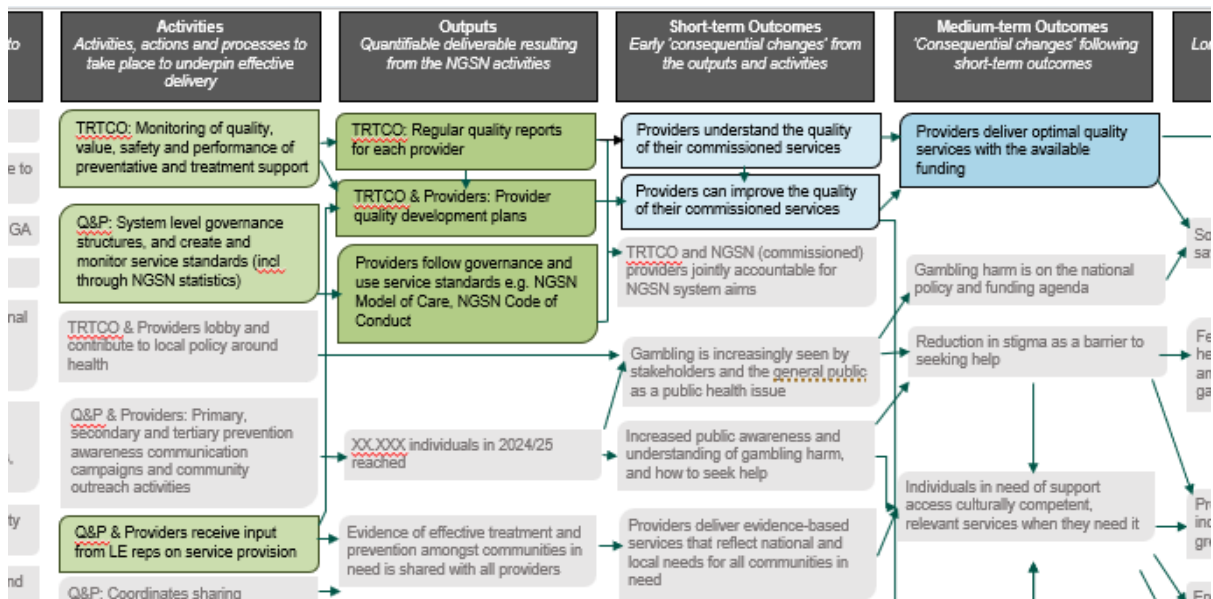 to
Activities
Activities, actions and processes to
take place to underpin effective
delivery
Outputs
Quantifiable deliverable resulting
from the NGSN activities
Short-term Outcomes
Early 'consequential changes' from
the outputs and activities
Medium-term Outcomes
'Consequential changes' following
short-term outcomes
e to
GA
nal
ty
nd
TRTCO: Monitoring of quality,
value, safety and performance of
preventative and treatment support
Q&P: System level governance
structures, and create and
monitor service standards (incl
through NGSN statistics)
TRTCO & Providers lobby and
contribute to local policy around
health
Q&P & Providers: Primary,
secondary and tertiary prevention
awareness communication
campaigns and community
outreach activities
Q&P & Providers receive input
from LE reps on service provision
Q&P: Coordinates sharing
TRTCO: Regular quality reports
for each provider
TRTCO & Providers: Provider
quality development plans
Providers follow governance and
use service standards e.g. NGSN
Model of Care, NGSN Code of
Conduct
XX.XXX individuals in 2024/25
reached
Evidence of effective treatment and
prevention amongst communities in
need is shared with all providers
Providers understand the quality
of their commissioned services
Providers can improve the quality
of their commissioned services
TRTCO and NGSN (commissioned)
providers jointly accountable for
NGSN system aims
Gambling is increasingly seen by
stakeholders and the general public
as a public health issue
Increased public awareness and
understanding of gambling harm,
and how to seek help
Providers deliver evidence-based
services that reflect national and
local needs for all communities in
need
Providers deliver optimal quality
services with the available
funding
Gambling harm is on the national
policy and funding agenda
Reduction in stigma as a barrier to
seeking help
Individuals in need of support
access culturally competent,
relevant services when they need it
Lon
So
sat
Fe
he
an
ga
Pr
inc
gre